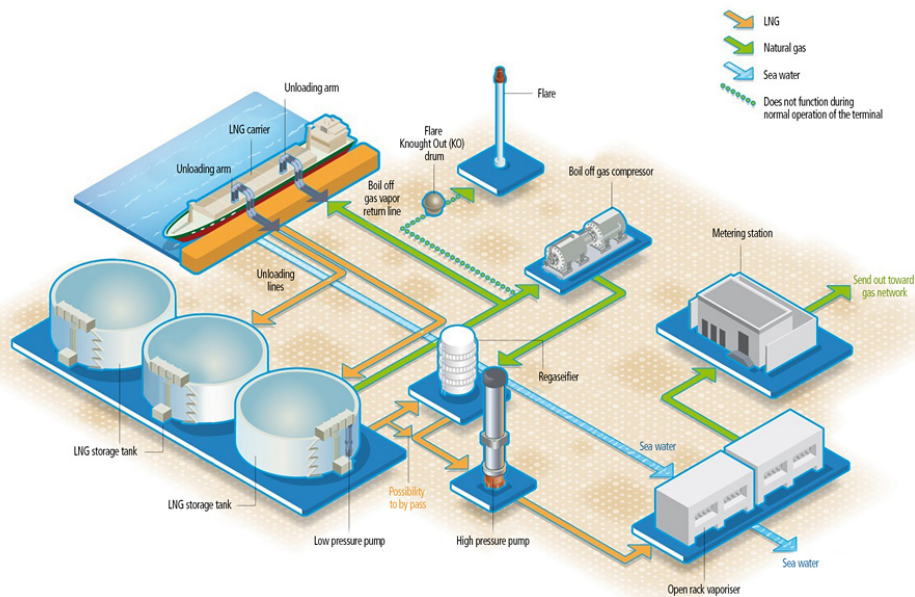 LNG
Natural gas
Sea water
Does not function during
normal operation of the terminal
Unloading arm
LNG carrier
Unloading arm
Flare
Flare
Knought Out (KO)
drum
Boil off
gas vapor
return line
Boil off gas compressor
Metering station
Send out toward
gas network
Unloading
lines
Regaseifier
LNG storage tank
LNG storage tank
Possibility
to by pass
Low pressure pump
High pressure pump
Sea water
Sea water
Open rack vaporiser